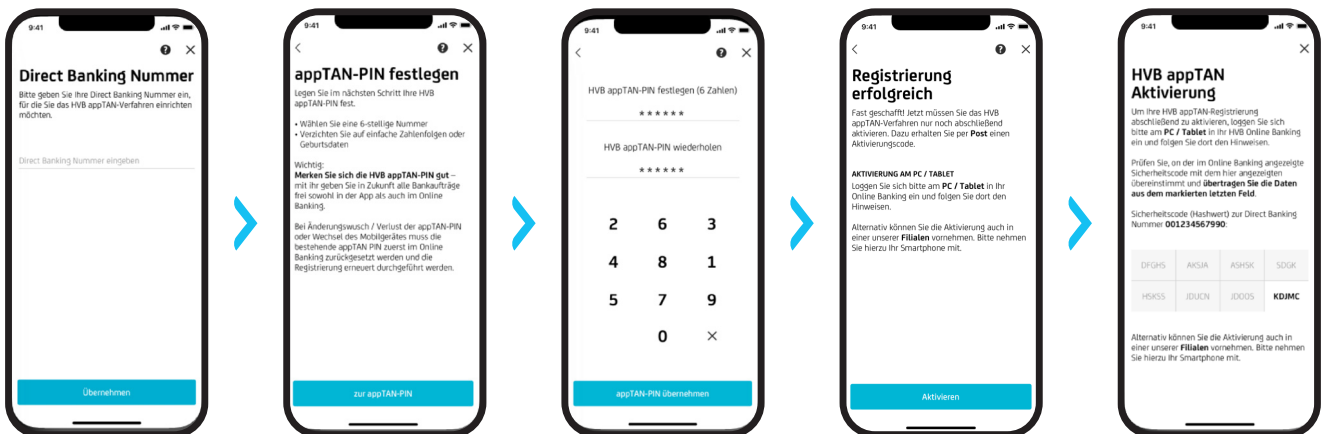 9:41
Direct Banking Nummer
Bitte geben Sie Ihre Direct Banking Nummer ein,
für die Sie das HVB appTAN-Verfahren einrichten
möchten.
Direct Banking Nummer eingeben
Übernehmen
9:41
appTAN-PIN festlegen
Legen Sie im nächsten Schritt Ihre HVB
appTAN-PIN fest.
• Wählen Sie eine 6-stellige Nummer
• Verzichten Sie auf einfache Zahlenfolgen oder
Geburtsdaten
Wichtig:
Merken Sie sich die HVB appTAN-PIN gut –
mit ihr geben Sie in Zukunft alle Bankaufträge
frei sowohl in der App als auch im Online
Banking.
Bei Änderungswusch / Verlust der appTAN-PIN
oder Wechsel des Mobilgerätes muss die
bestehende appTAN PIN zuerst im Online
Banking zurückgesetzt werden und die
Registrierung erneuert durchgeführt werden.
zur appTAN-PIN
9:41
HVB appTAN-PIN festlegen (6 Zahlen)
******
HVB appTAN-PIN wiederholen
******
2 6 3
4 8 1
5 7 9
0 ×
appTAN-PIN übernehmen
9:41
Registrierung
erfolgreich
Fast geschafft! Jetzt müssen Sie das HVB
appTAN-Verfahren nur noch abschließend
aktivieren. Dazu erhalten Sie per Post einen
Aktivierungscode.
AKTIVIERUNG AM PC / TABLET
Loggen Sie sich bitte am PC / Tablet in Ihr
Online Banking ein und folgen Sie dort den
Hinweisen.
Alternativ können Sie die Aktivierung auch in
einer unserer Filialen vornehmen. Bitte nehmen
Sie hierzu Ihr Smartphone mit.
Aktivieren
9:41
HVB appTAN
Aktivierung
Um Ihre HVB appTAN-Registrierung
abschließend zu aktivieren, loggen Sie sich
bitte am PC / Tablet in Ihr HVB Online Banking
ein und folgen Sie dort den Hinweisen.
Prüfen Sie, on der im Online Banking angezeigte
Sicherheitscode mit dem hier angezeigten
übereinstimmt und übertragen Sie die Daten
aus dem markierten letzten Feld.
Sicherheitscode (Hashwert) zur Direct Banking
Nummer 001234567990:
DFGHS AKSJA ASHSK SDGK
HSKSS JDUCN JDOOS KDJMC
Alternativ können Sie die Aktivierung auch in
einer unserer Filialen vornehmen. Bitte nehmen
Sie hierzu Ihr Smartphone mit.